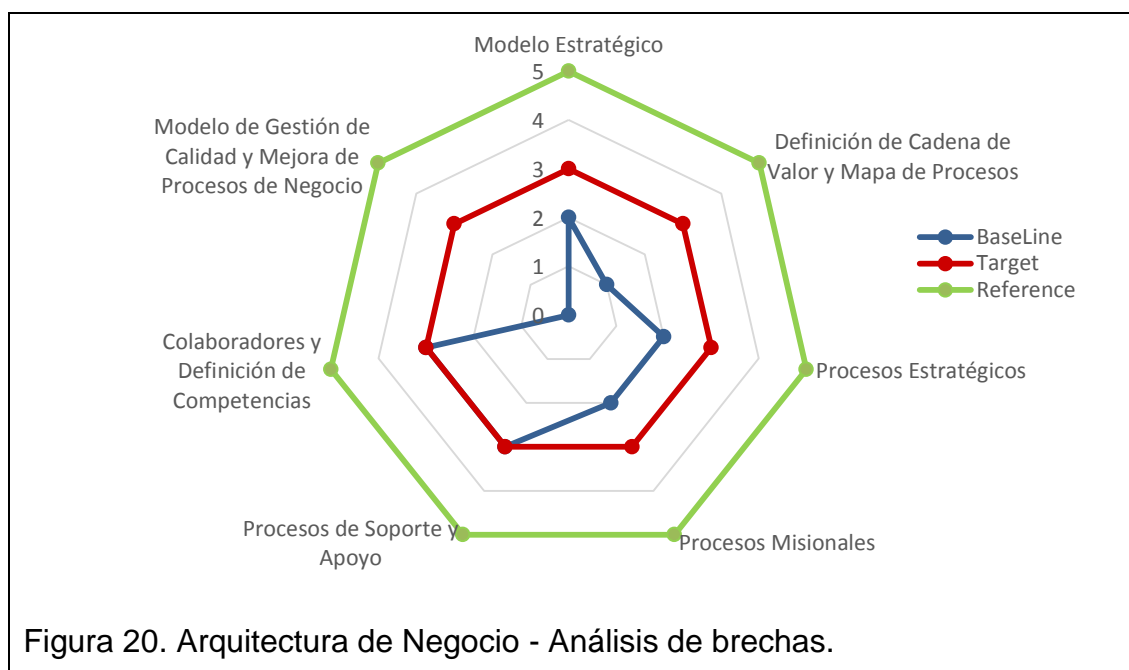 Modelo Estratégico
5
4
3
2
1
0
Definición de Cadena de
Valor y Mapa de Procesos
Procesos Estratégicos
Procesos Misionales
Procesos de Soporte y
Apoyo
Colaboradores y
Definición de
Competencias
Modelo de Gestión de
Calidad y Mejora de
Procesos de Negocio
BaseLine
Target
Reference
Figura 20. Arquitectura de Negocio - Análisis de brechas.